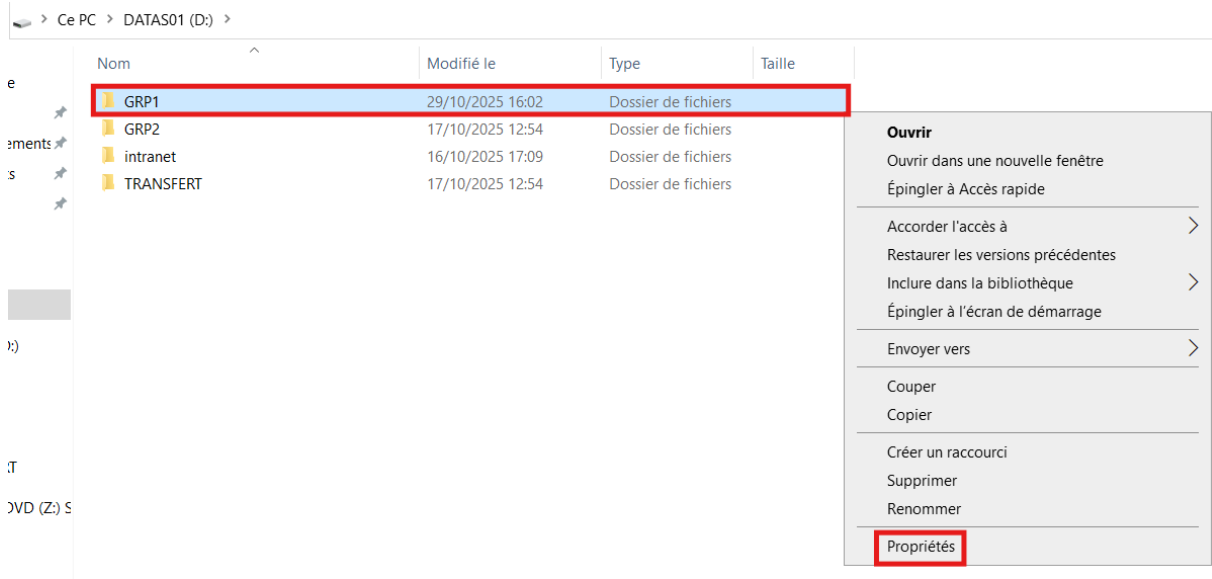 Ce PC > DATAS01 (D:) >
Nom Modifié le Type Taille
e
GRP1 29/10/2025 16:02 Dossier de fichiers
GRP2 17/10/2025 12:54 Dossier de fichiers
ements
intranet 16/10/2025 17:09 Dossier de fichiers
ts
TRANSFERT 17/10/2025 12:54 Dossier de fichiers
Ouvrir
Ouvrir dans une nouvelle fenêtre
Épingler à Accès rapide
Accorder l'accès à
Restaurer les versions précédentes
Inclure dans la bibliothèque
Épingler à l'écran de démarrage
Envoyer vers
Couper
Copier
Créer un raccourci
Supprimer
Renommer
Propriétés
:)
T
DVD (Z:) S